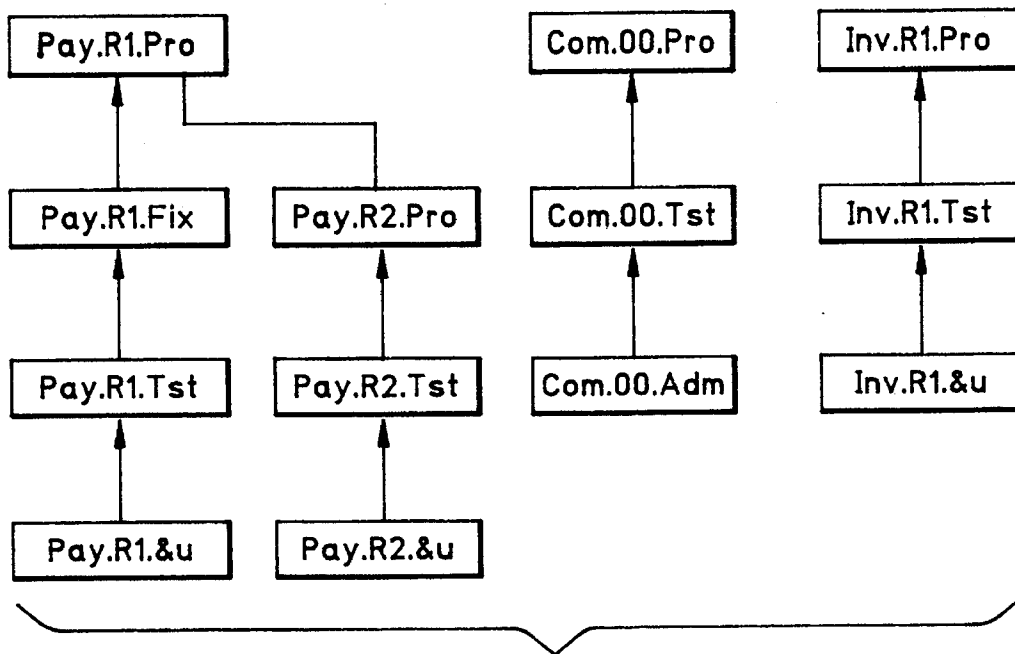 Pay.R1.Pro
Com.00.Pro
Inv.R1.Pro
Pay.R1.Fix
Pay.R2.Pro
Com.00.Tst
Inv.R1.Tst
Pay.R1.Tst
Pay.R2.Tst
Com.00.Adm
Inv.R1.&u
Pay.R1.&u
Pay.R2.&u